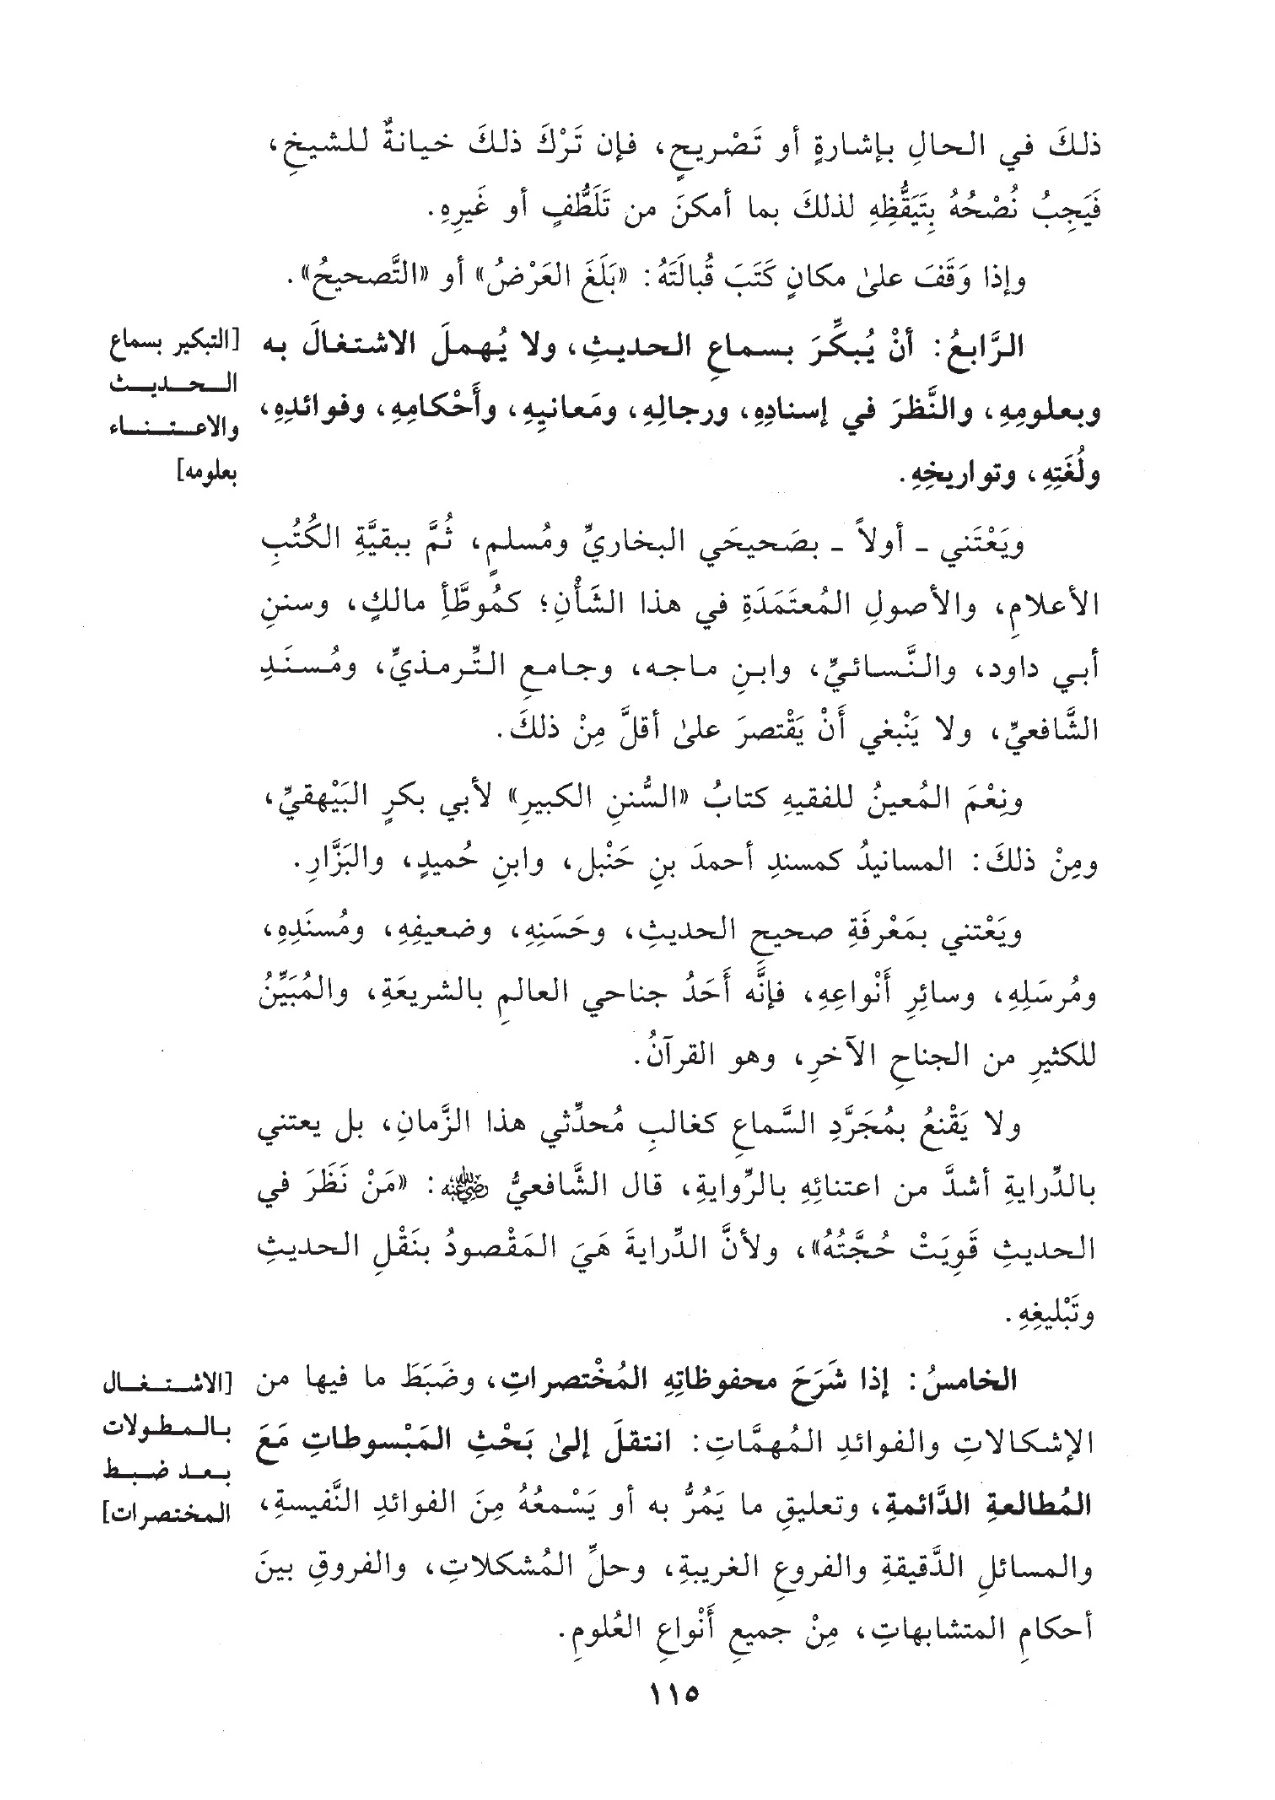 ذلكَ في الحالِ بإشارةٍ أو تَصْريحٍ، فإن تَرْكَ ذلكَ خيانةٌ للشيخِ،
فَيَجِبُ نُصْحُهُ بِتَيَقُّظِهِ لذلكَ بما أمكنَ من تَلَطُّفٍ أو غَيرِهِ.
وإذا وَقَفَ علىٰ مكانٍ كَتَبَ قُبالَتَهُ: «بَلَغَ العَرْضُ» أو «التَّصحيحُ».
الرَّابعُ: أنْ يُبكِّرَ بسماعِ الحديثِ، ولا يُهملَ الاشتغالَ به
وبعلومِهِ، والنَّظرَ في إسنادِهِ، ورجالِهِ، ومَعانيِهِ، وأَحْكامِهِ، وفوائدِهِ،
ولُغَتِهِ، وتواريخِهِ.
[التبكير بسماع
الحديث
والاعتناء
بعلومه]
ويَعْتَني ـ أولاً ـ بصَحيحَي البخاريِّ ومُسلمٍ، ثُمَّ ببقيَّةِ الكُتُبِ
الأعلامِ، والأصولِ المُعتَمَدَةِ في هذا الشَأْنِ؛ كمُوطَّأِ مالكٍ، وسننِ
أبي داود، والنَّسائيِّ، وابنِ ماجه، وجامعِ التِّرمذيِّ، ومُسنَدِ
الشَّافعيِّ، ولا يَنْبغي أَنْ يَقْتصرَ علىٰ أقلَّ مِنْ ذلكَ.
ونِعْمَ المُعينُ للفقيهِ كتابُ «السُّننِ الكبيرِ» لأبي بكرٍ البَيْهقيِّ،
ومِنْ ذلكَ: المسانيدُ كمسندِ أحمدَ بنِ حَنْبل، وابنِ حُميدٍ، والبَزَّارِ.
ويَعْتني بمَعْرفَةِ صحيحِ الحديثِ، وحَسَنِهِ، وضعيفِهِ، ومُسنَدِهِ،
ومُرسَلِهِ، وسائِرِ أَنْواعِهِ، فإنَّه أَحَدُ جناحي العالمِ بالشريعَةِ، والمُبَيِّنُ
للكثيرِ من الجناحِ الآخرِ، وهو القرآنُ.
ولا يَقْنعُ بمُجَرَّدِ السَّماعِ كغالبِ مُحدِّثي هذا الزَّمانِ، بل يعتني
بالدِّرايةِ أشدَّ من اعتنائِهِ بالرِّوايةِ، قال الشَّافعيُّ رضي الله عنه: «مَنْ نَظَرَ في
الحديثِ قَوِيَتْ حُجَّتُهُ»، ولأنَّ الدِّرايةَ هَيَ المَقْصودُ بنَقْلِ الحديثِ
وتَبْليغِهِ.
الخامسُ: إذا شَرَحَ محفوظاتِهِ المُخْتصراتِ، وضَبَطَ ما فيها من
الإشكالاتِ والفوائدِ المُهمَّاتِ: انتقلَ إلىٰ بَحْثِ المَبْسوطاتِ مَعَ
المُطالعةِ الدَّائمةِ، وتعليقِ ما يَمُرُّ به أو يَسْمعُهُ مِنَ الفوائدِ النَّفيسةِ،
والمسائلِ الدَّقيقةِ والفروعِ الغريبةِ، وحلِّ المُشكلاتِ، والفروقِ بينَ
أحكامِ المتشابهاتِ، مِنْ جميعِ أَنْواعِ العُلومِ.
[الاشتغال
بالمطولات
بعد ضبط
المختصرات]
١١٥